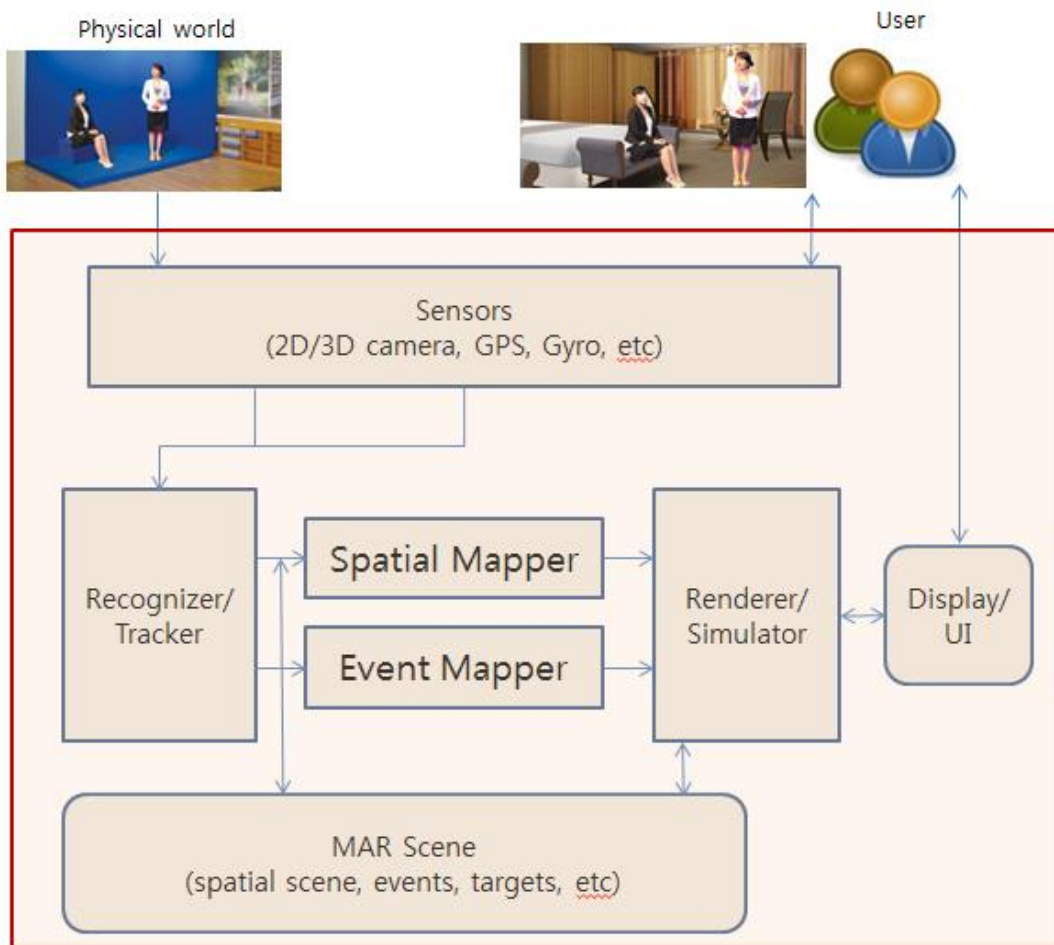 Physical world
User
Sensors
(2D/3D camera, GPS, Gyro, etc)
Recognizer/
Tracker
Spatial Mapper
Event Mapper
Renderer/
Simulator
Display/
UI
MAR Scene
(spatial scene, events, targets, etc)